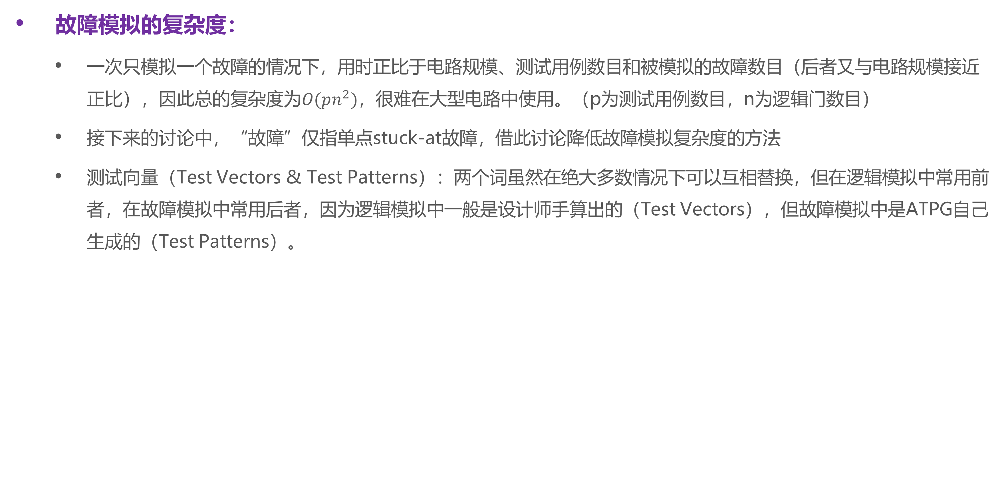 • 故障模拟的复杂度：
• 一次只模拟一个故障的情况下，用时正比于电路规模、测试用例数目和被模拟的故障数目（后者又与电路规模接近
正比），因此总的复杂度为O(pn²)，很难在大型电路中使用。（p为测试用例数目，n为逻辑门数目）
• 接下来的讨论中，“故障”仅指单点stuck-at故障，借此讨论降低故障模拟复杂度的方法
• 测试向量（Test Vectors & Test Patterns）：两个词虽然在绝大多数情况下可以互相替换，但在逻辑模拟中常用前
者，在故障模拟中常用后者，因为逻辑模拟中一般是设计师手算出的（Test Vectors），但故障模拟中是ATPG自己
生成的（Test Patterns）。